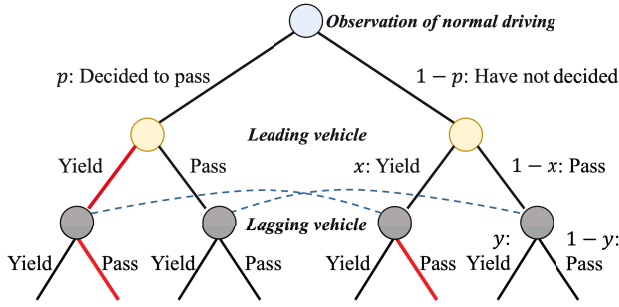 Observation of normal driving
p: Decided to pass
1 − p: Have not decided
Leading vehicle
Yield
Pass
x: Yield
1 − x: Pass
Lagging vehicle
y:
1 − y:
Yield
Pass
Yield
Pass
Yield
Pass
Yield
Pass